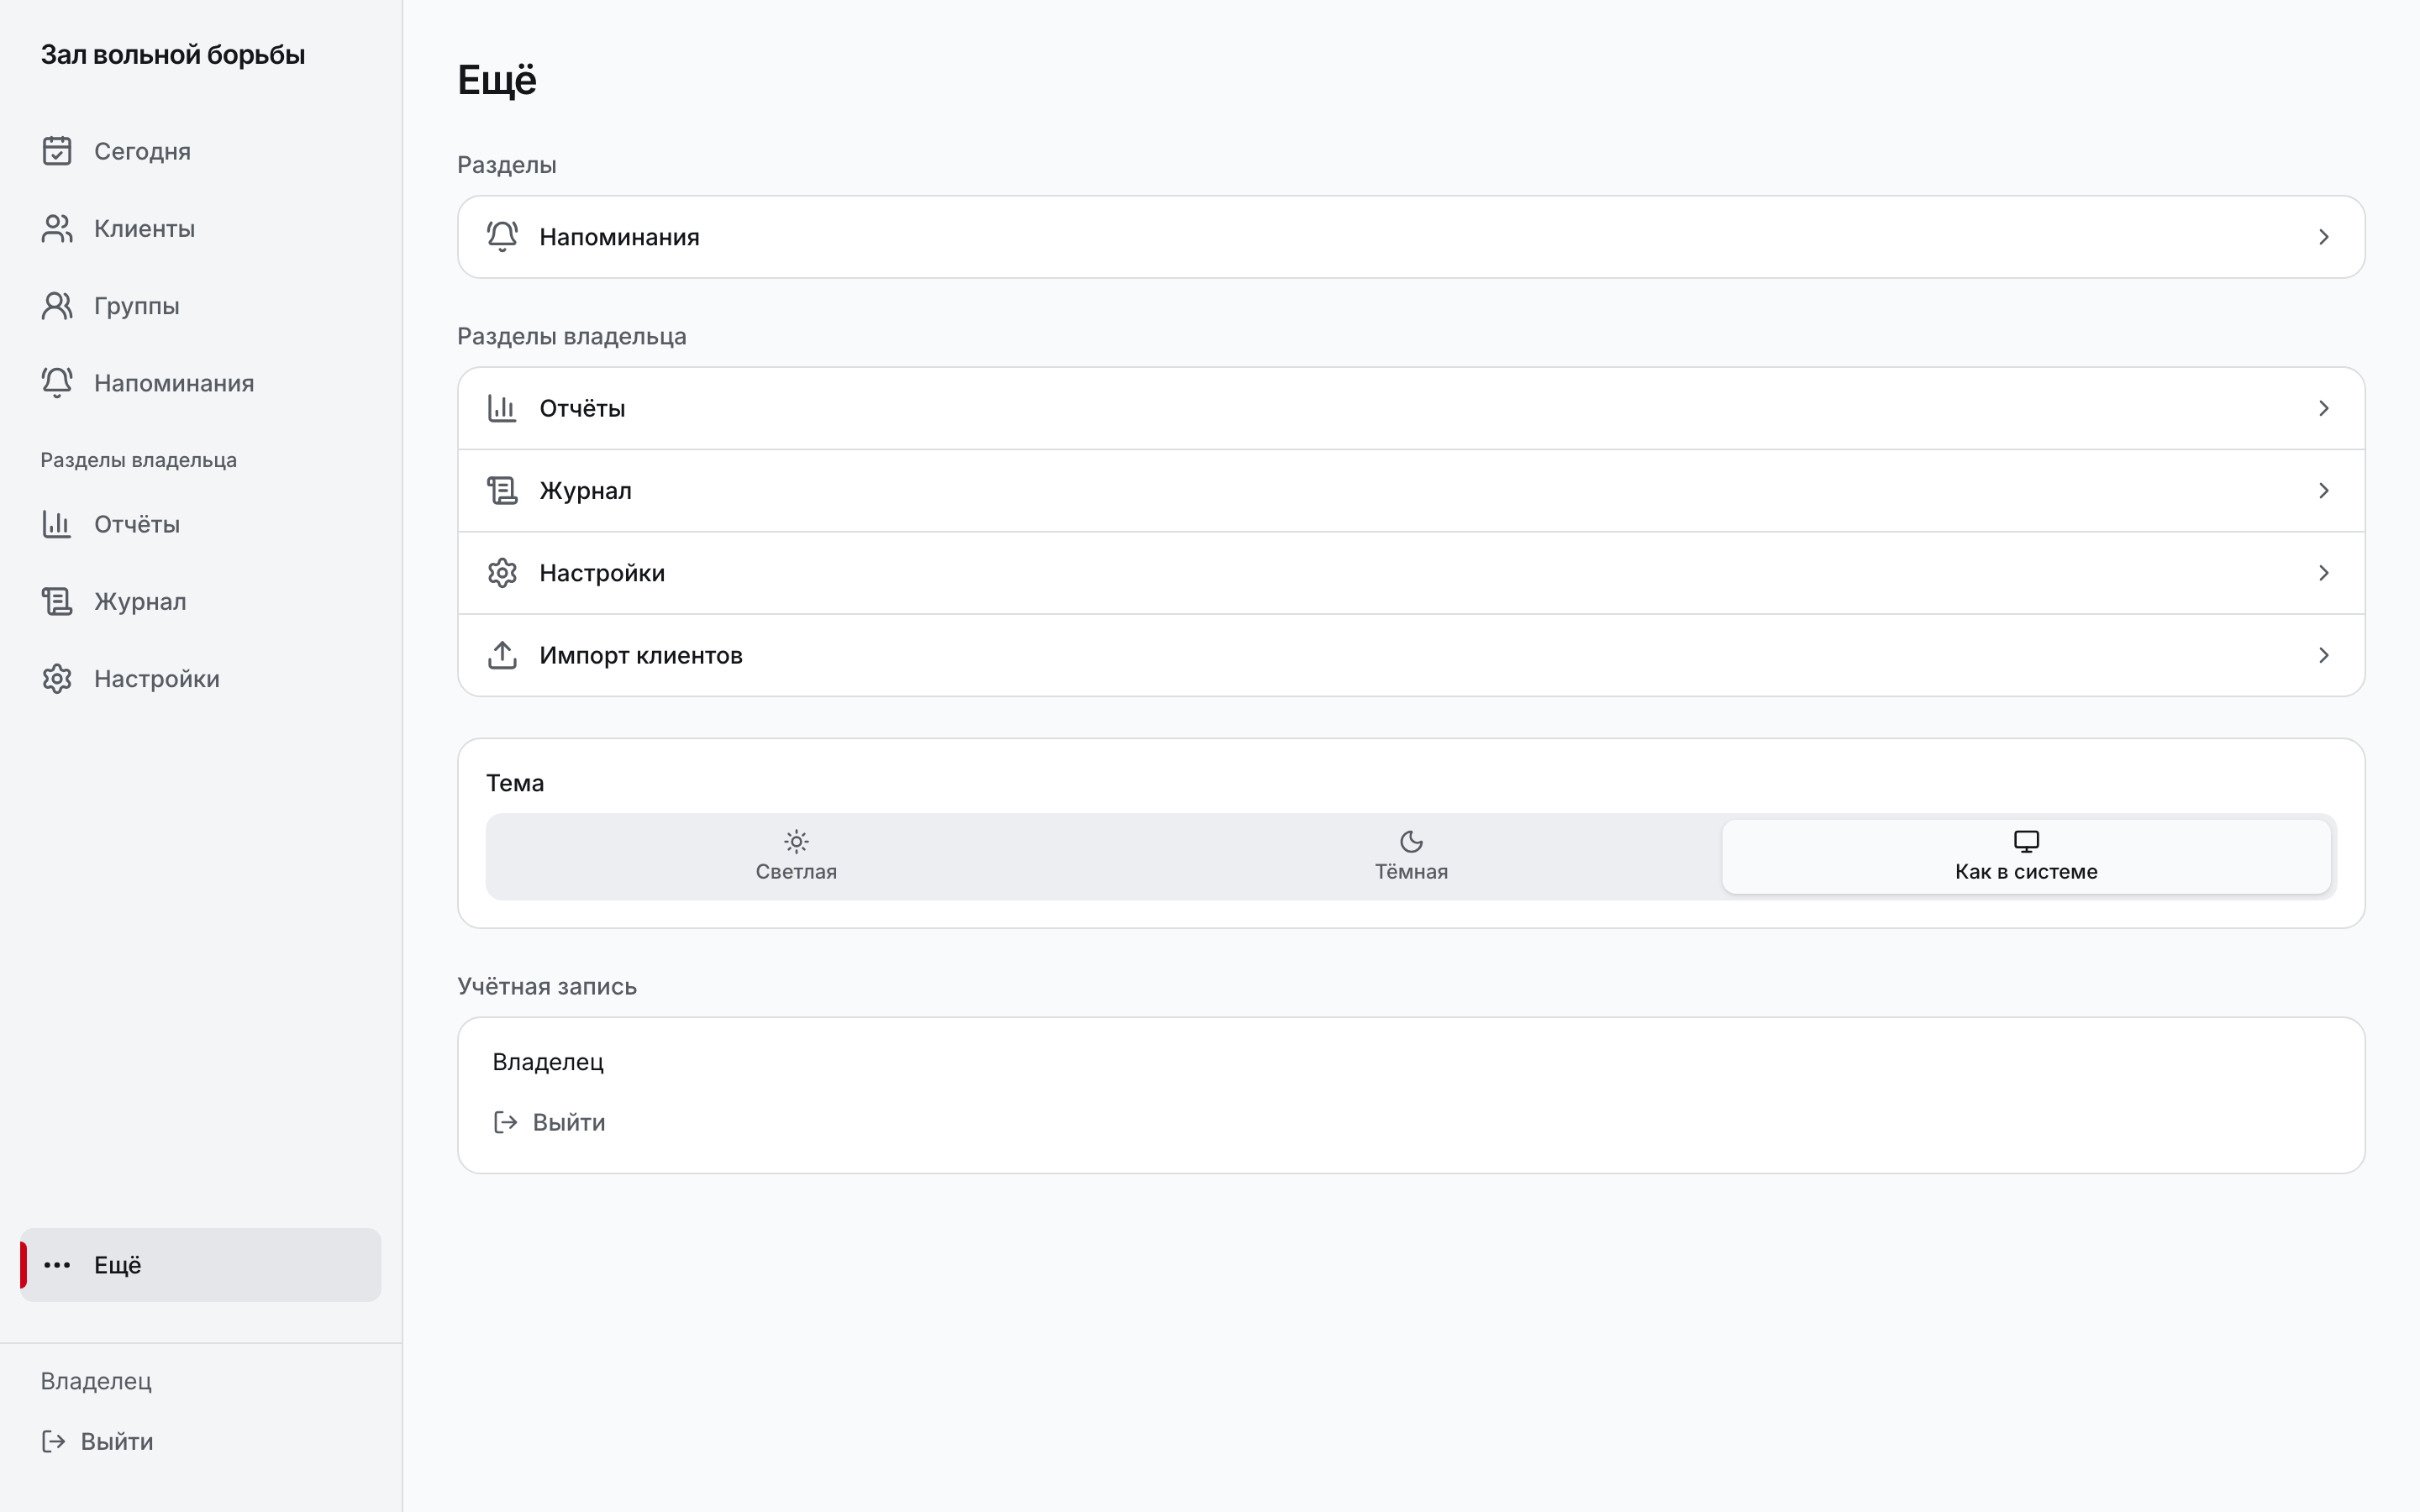 Зал вольной борьбы
Сегодня
Клиенты
Группы
Напоминания
Разделы владельца
Отчёты
Журнал
Настройки
Ещё
Владелец
Выйти
Ещё
Разделы
Напоминания
Разделы владельца
Отчёты
Журнал
Настройки
Импорт клиентов
Тема
Светлая
Тёмная
Как в системе
Учётная запись
Владелец
Выйти